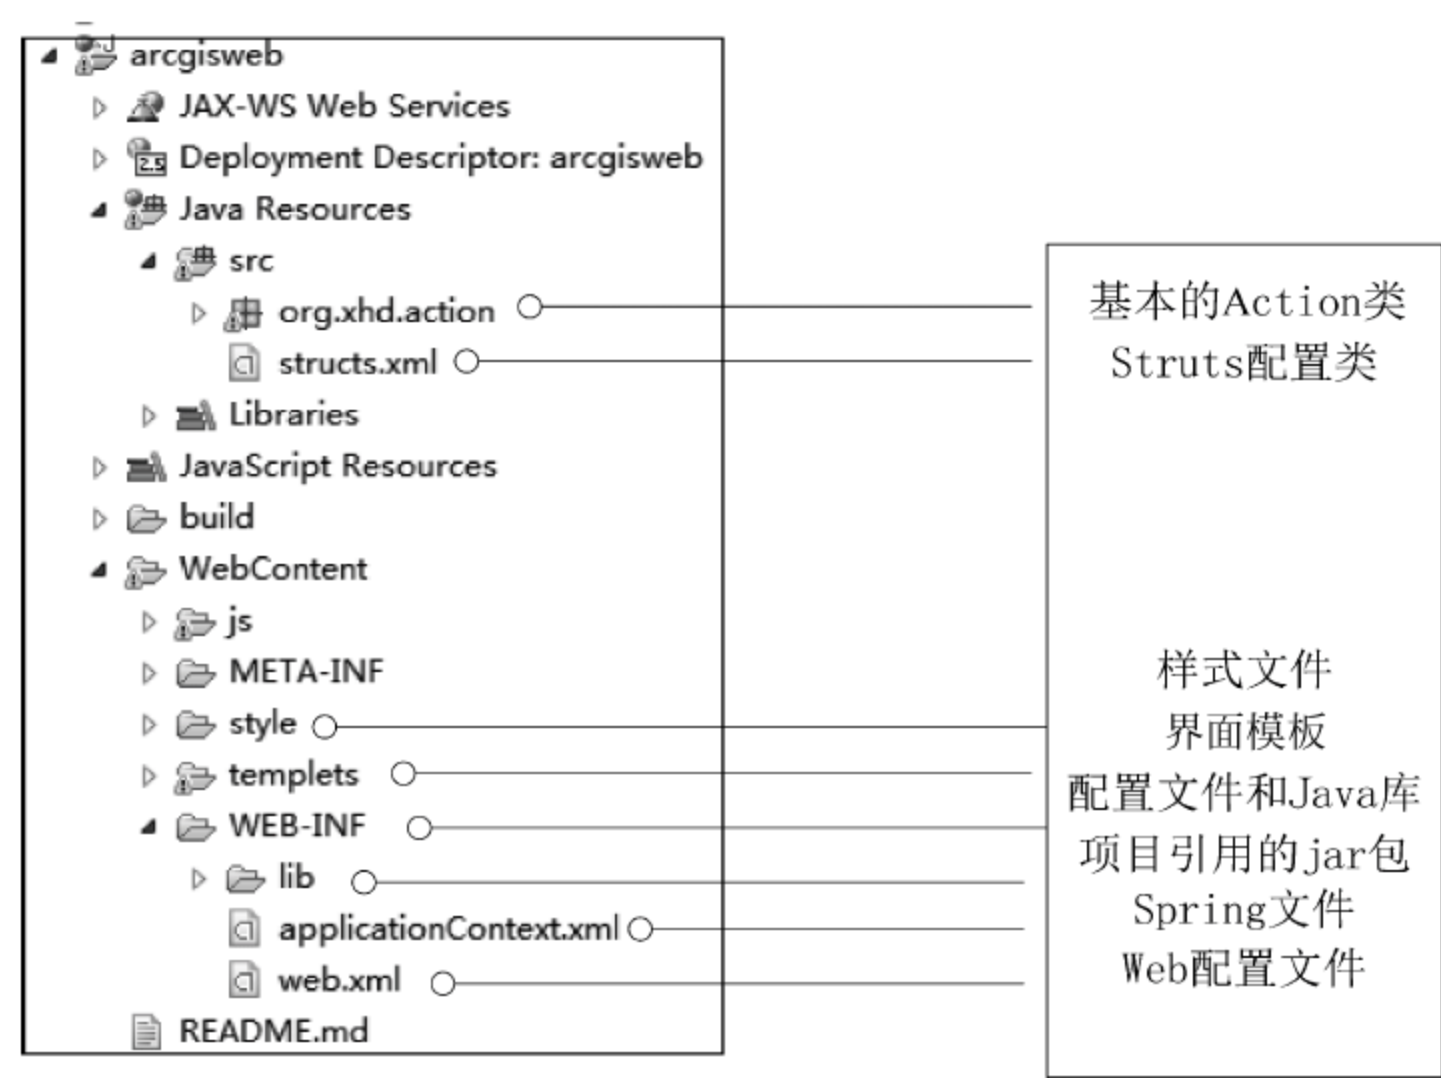 arcgisweb
JAX-WS Web Services
2.5
Deployment Descriptor: arcgisweb
Java Resources
src
org.xhd.action
structs.xml
Libraries
JavaScript Resources
build
WebContent
js
META-INF
style
templets
WEB-INF
lib
applicationContext.xml
web.xml
README.md
基本的Action类
Struts配置类
样式文件
界面模板
配置文件和Java库
项目引用的jar包
Spring文件
Web配置文件